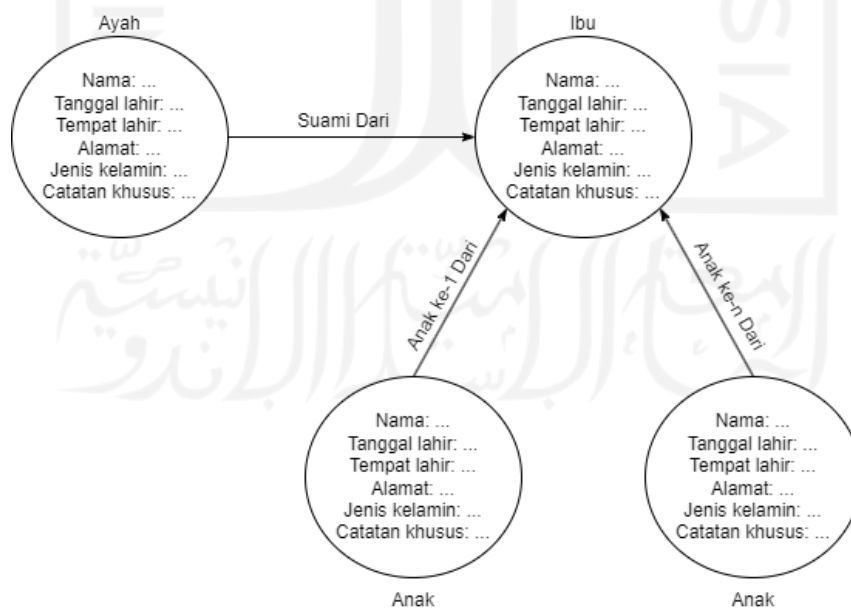 Ayah
Nama: ...
Tanggal lahir: ...
Tempat lahir: ...
Alamat: ...
Jenis kelamin: ...
Catatan khusus: ...
Suami Dari
Ibu
Nama: ...
Tanggal lahir: ...
Tempat lahir: ...
Alamat: ...
Jenis kelamin: ...
Catatan khusus: ...
Anak ke-1 Dari
Anak ke-n Dari
Nama: ...
Tanggal lahir: ...
Tempat lahir: ...
Alamat: ...
Jenis kelamin: ...
Catatan khusus: ...
Anak
Nama: ...
Tanggal lahir: ...
Tempat lahir: ...
Alamat: ...
Jenis kelamin: ...
Catatan khusus: ...
Anak
SIA